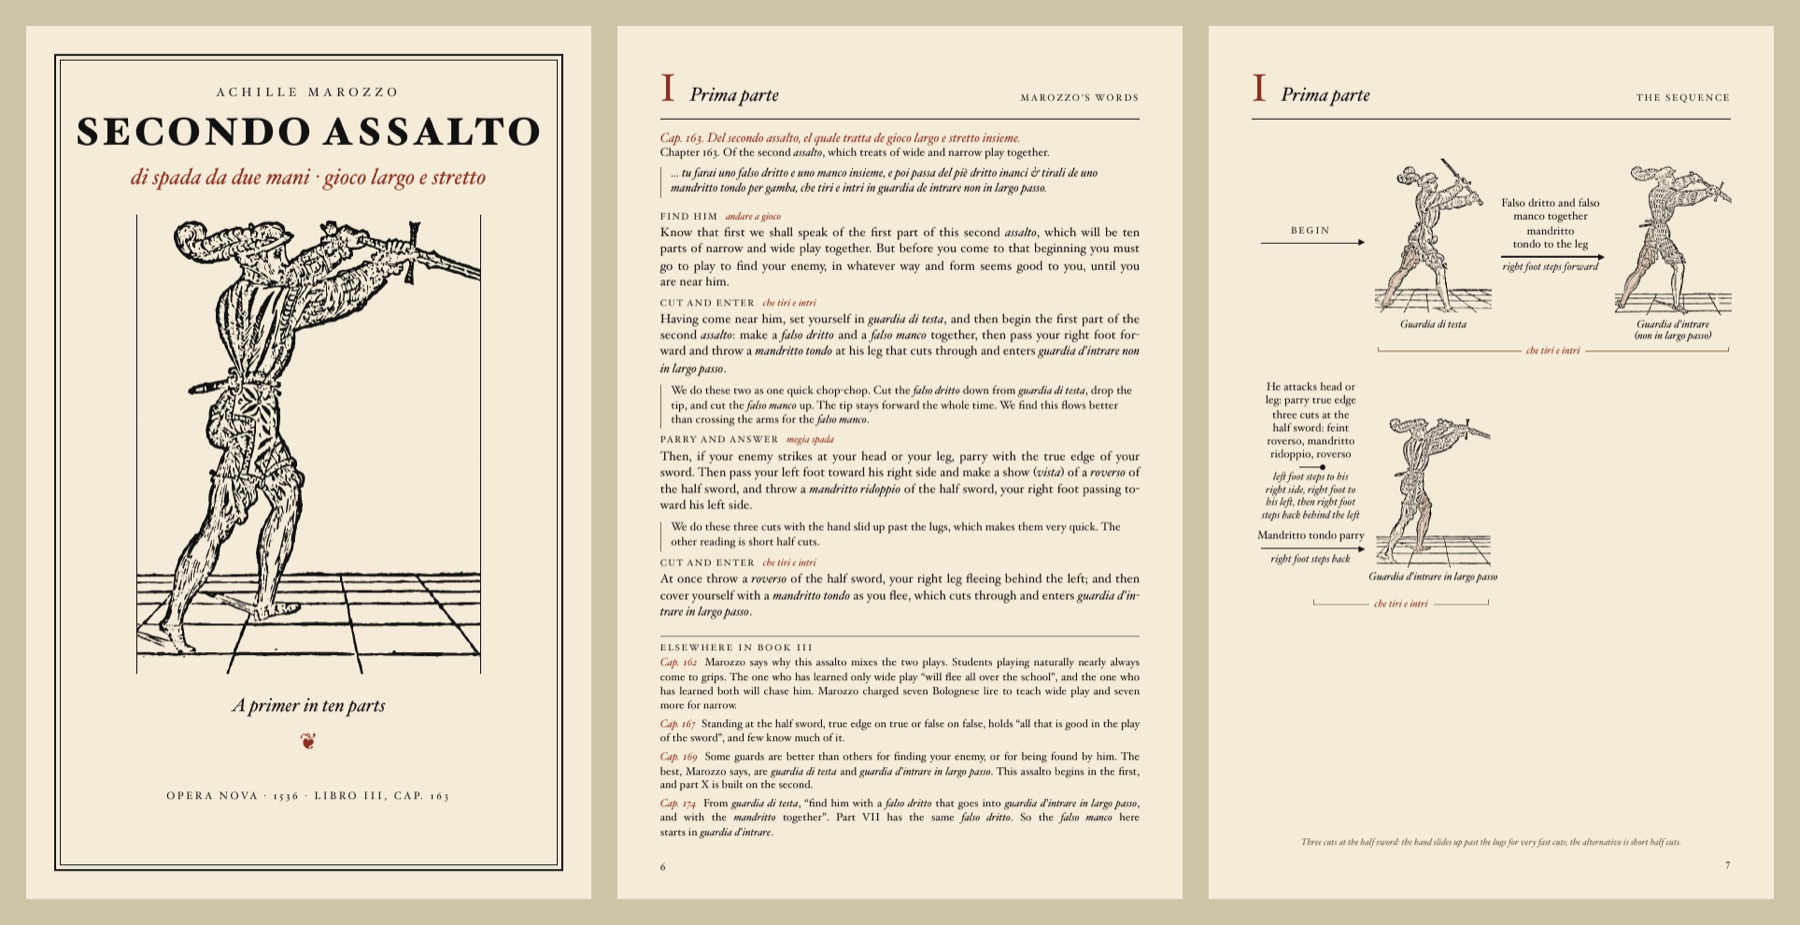 ACHILLE MAROZZO
SECONDO ASSALTO
di spada da due mani · gioco largo e stretto
A primer in ten parts
OPERA NOVA · 1536 · LIBRO III, CAP. 163
I Prima parte
MAROZZO'S WORDS
Cap. 163. Del secondo assalto, el quale tratta de gioco largo e stretto insieme.
Chapter 163. Of the second assalto, which treats of wide and narrow play together.
... tu farai uno falso dritto e uno manco insieme, e poi passa del piè dritto inanci & tirali de uno
mandritto tondo per gamba, che tiri e intri in guardia de intrare non in largo passo.
FIND HIM andare a gioco
Know that first we shall speak of the first part of this second assalto, which will be ten
parts of narrow and wide play together. But before you come to that beginning you must
go to play to find your enemy, in whatever way and form seems good to you, until you
are near him.
CUT AND ENTER che tiri e intri
Having come near him, set yourself in guardia di testa, and then begin the first part of the
second assalto: make a falso dritto and a falso manco together, then pass your right foot for-
ward and throw a mandritto tondo at his leg that cuts through and enters guardia d'intrare non
in largo passo.
We do these two as one quick chop-chop. Cut the falso dritto down from guardia di testa, drop the
tip, and cut the falso manco up. The tip stays forward the whole time. We find this flows better
than crossing the arms for the falso manco.
PARRY AND ANSWER megia spada
Then, if your enemy strikes at your head or your leg, parry with the true edge of your
sword. Then pass your left foot toward his right side and make a show (vista) of a roverso of
the half sword, and throw a mandritto ridoppio of the half sword, your right foot passing to-
ward his left side.
We do these three cuts with the hand slid up past the lugs, which makes them very quick. The
other reading is short half cuts.
CUT AND ENTER che tiri e intri
At once throw a roverso of the half sword, your right leg fleeing behind the left; and then
cover yourself with a mandritto tondo as you flee, which cuts through and enters guardia d'in-
trare in largo passo.
ELSEWHERE IN BOOK III
Cap. 162 Marozzo says why this assalto mixes the two plays. Students playing naturally nearly always
come to grips. The one who has learned only wide play “will flee all over the school”, and the one who
has learned both will chase him. Marozzo charged seven Bolognese lire to teach wide play and seven
more for narrow.
Cap. 167 Standing at the half sword, true edge on true or false on false, holds “all that is good in the play
of the sword”, and few know much of it.
Cap. 169 Some guards are better than others for finding your enemy, or for being found by him. The
best, Marozzo says, are guardia di testa and guardia d'intrare in largo passo. This assalto begins in the first,
and part X is built on the second.
Cap. 174 From guardia di testa, “find him with a falso dritto that goes into guardia d'intrare in largo passo,
and with the mandritto together”. Part VII has the same falso dritto. So the falso manco here
starts in guardia d'intrare.
6
I Prima parte
THE SEQUENCE
BEGIN
Guardia di testa
Falso dritto and falso
manco together
mandritto
tondo to the leg
right foot steps forward
Guardia d'intrare
(non in largo passo)
che tiri e intri
He attacks head or
leg: parry true edge
three cuts at the
half sword: feint
roverso, mandritto
ridoppio, roverso
left foot steps to his
right side, right foot to
his left, then right foot
steps back behind the left
Mandritto tondo parry
right foot steps back
Guardia d'intrare in largo passo
che tiri e intri
Three cuts at the half sword: the hand slides up past the lugs for very fast cuts; the alternative is short half cuts.
7